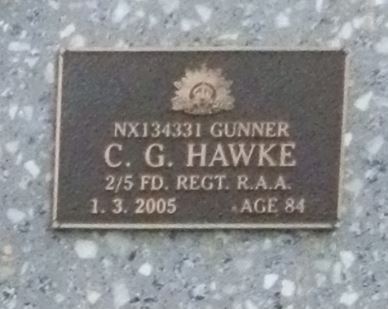 NX134331 GUNNER
C. G. HAWKE
2/5 FD. REGT. R.A.A.
1. 3. 2005 AGE 84